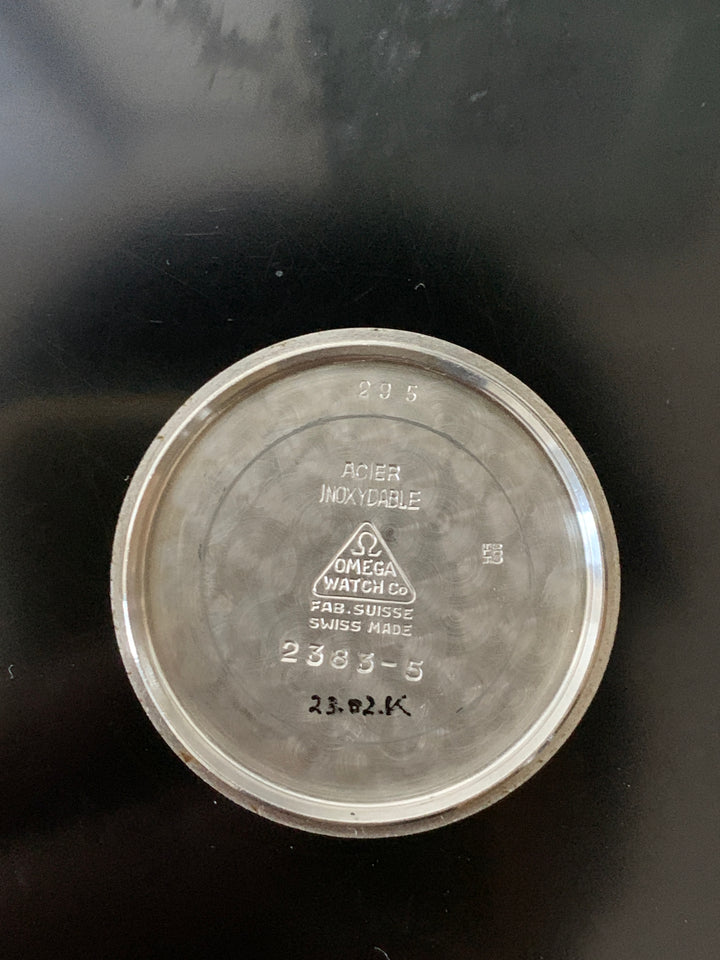 295
ACIER
INOXYDABLE
Ω
OMEGA
WATCH Co
FAB. SUISSE
SWISS MADE
2383-5
23.02.K